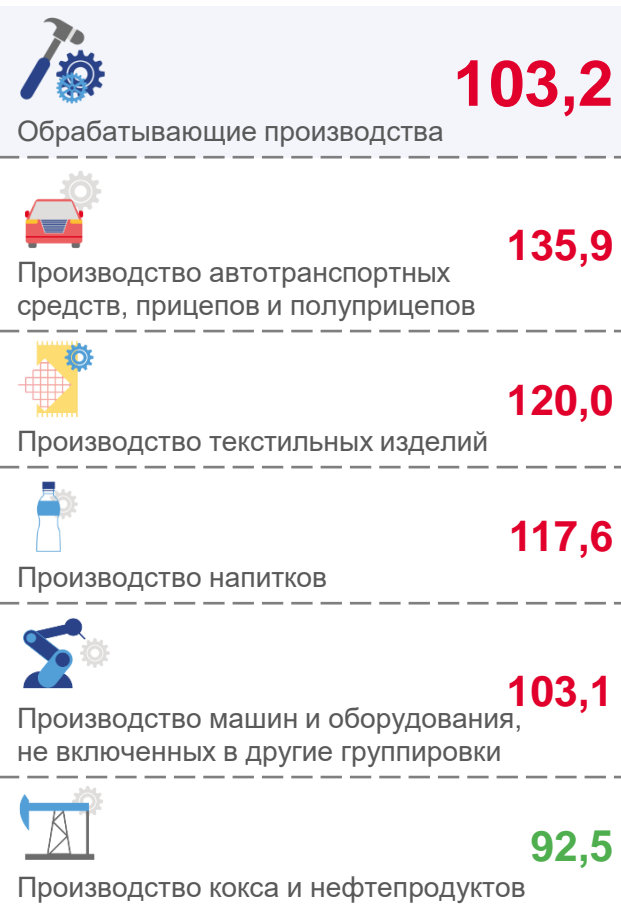 103,2
Обрабатывающие производства
135,9
Производство автотранспортных
средств, прицепов и полуприцепов
120,0
Производство текстильных изделий
117,6
Производство напитков
103,1
Производство машин и оборудования,
не включенных в другие группировки
92,5
Производство кокса и нефтепродуктов